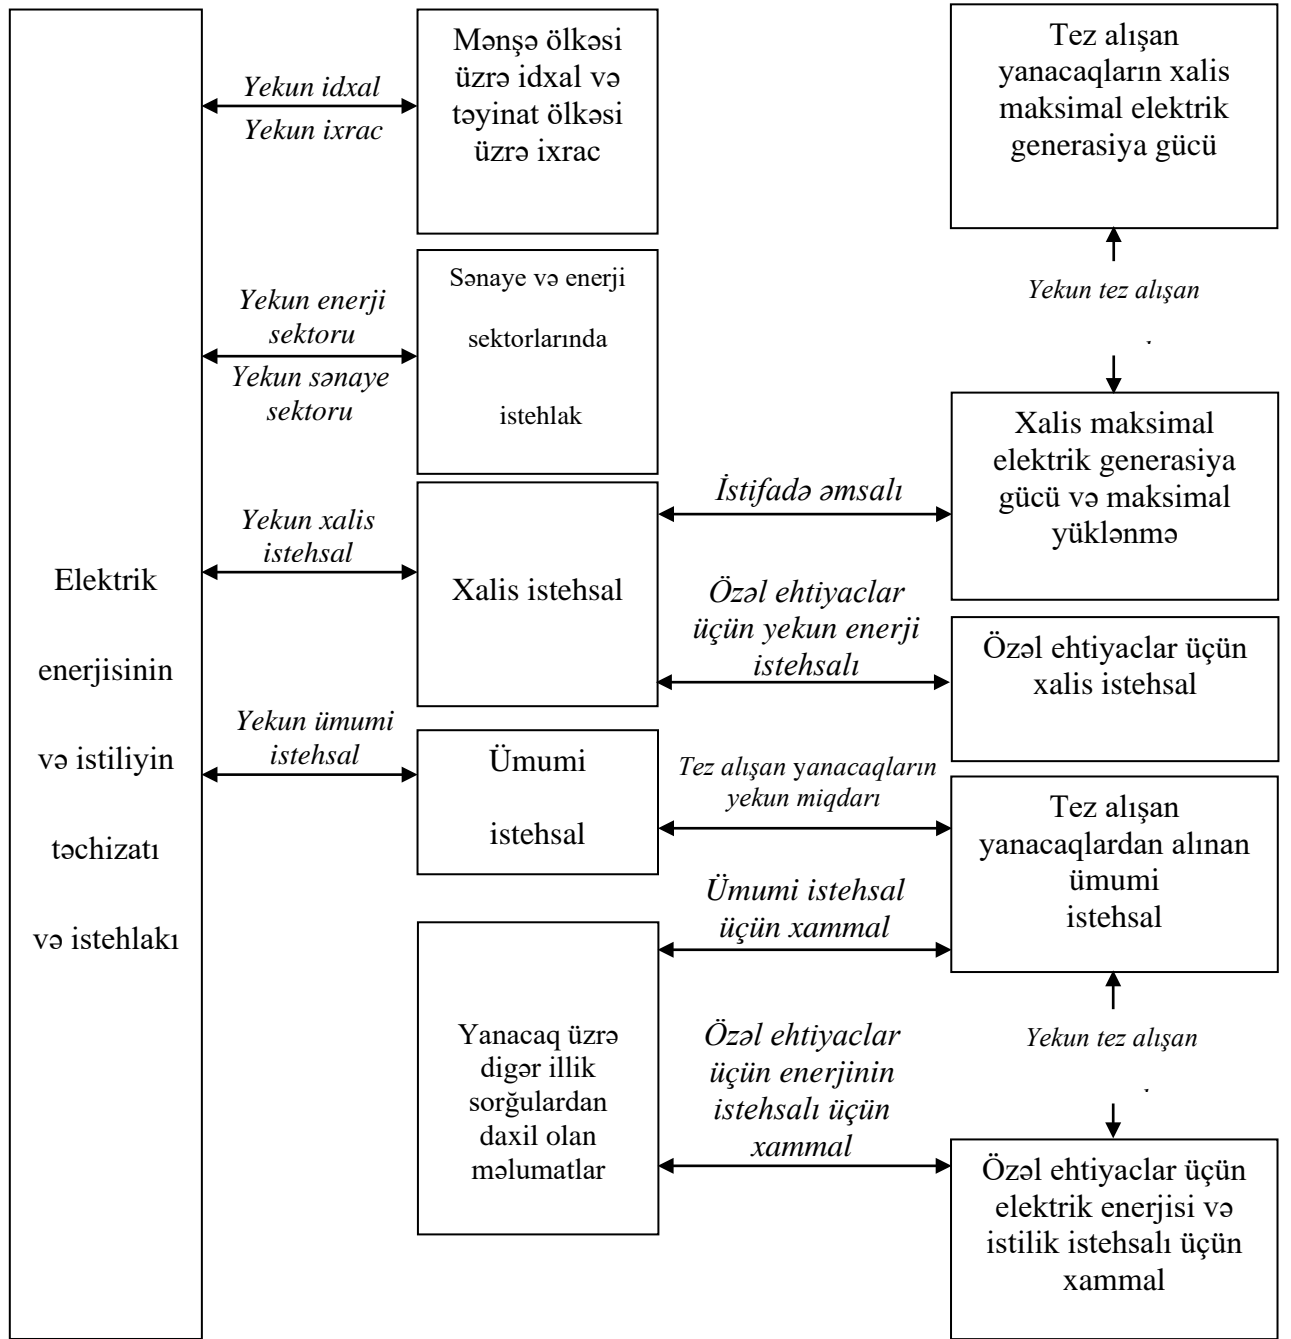 Elektrik
enerjisinin
və istiliyin
təchizatı
və istehlakı
Yekun idxal
Yekun ixrac
Yekun enerji
sektoru
Yekun sənaye
sektoru
Yekun xalis
istehsal
Yekun ümumi
istehsal
Mənşə ölkəsi
üzrə idxal və
təyinat ölkəsi
üzrə ixrac
Sənaye və enerji
sektorlarında
istehlak
Xalis istehsal
Ümumi
istehsal
Yanacaq üzrə
digər illik
sorğulardan
daxil olan
məlumatlar
İstifadə əmsalı
Özəl ehtiyaclar
üçün yekun enerji
istehsalı
Tez alışan yanacaqların
yekun miqdarı
Ümumi istehsal
üçün xammal
Özəl ehtiyaclar
üçün enerjinin
istehsalı üçün
xammal
Tez alışan
yanacaqların xalis
maksimal elektrik
generasiya gücü
Yekun tez alışan
Xalis maksimal
elektrik generasiya
gücü və maksimal
yüklənmə
Özəl ehtiyaclar üçün
xalis istehsal
Tez alışan
yanacaqlardan alınan
ümumi
istehsal
Yekun tez alışan
Özəl ehtiyaclar üçün
elektrik enerjisi və
istilik istehsalı üçün
xammal